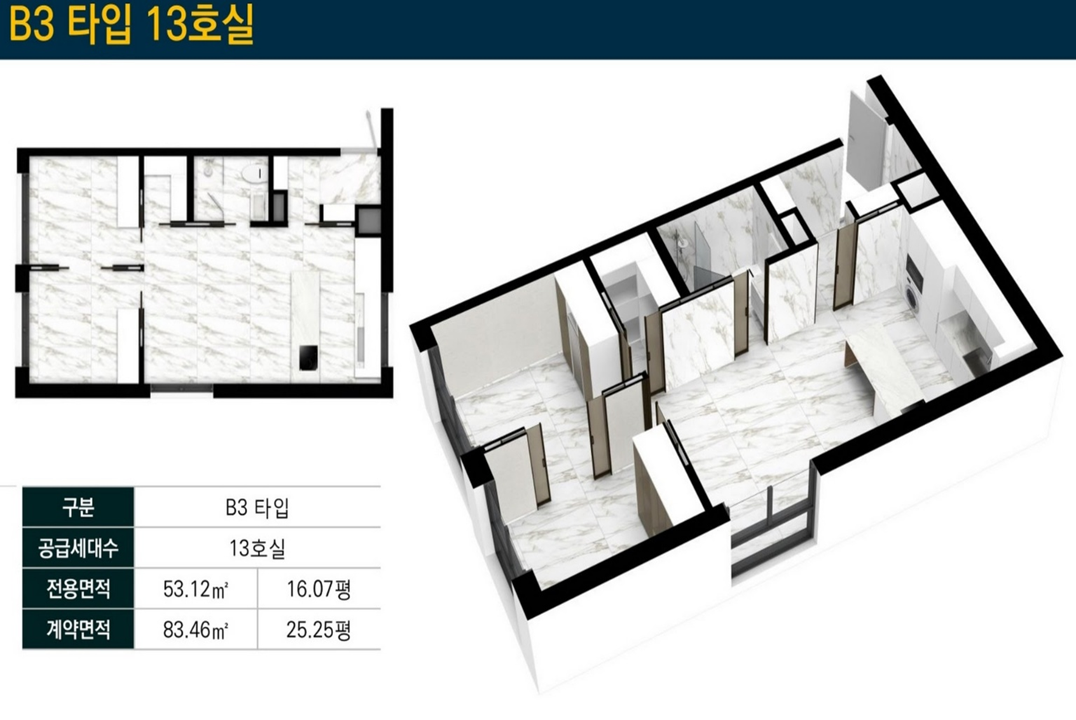 B3 타입 13호실
구분 B3 타입
공급세대수 13호실
전용면적 53.12㎡ 16.07평
계약면적 83.46㎡ 25.25평